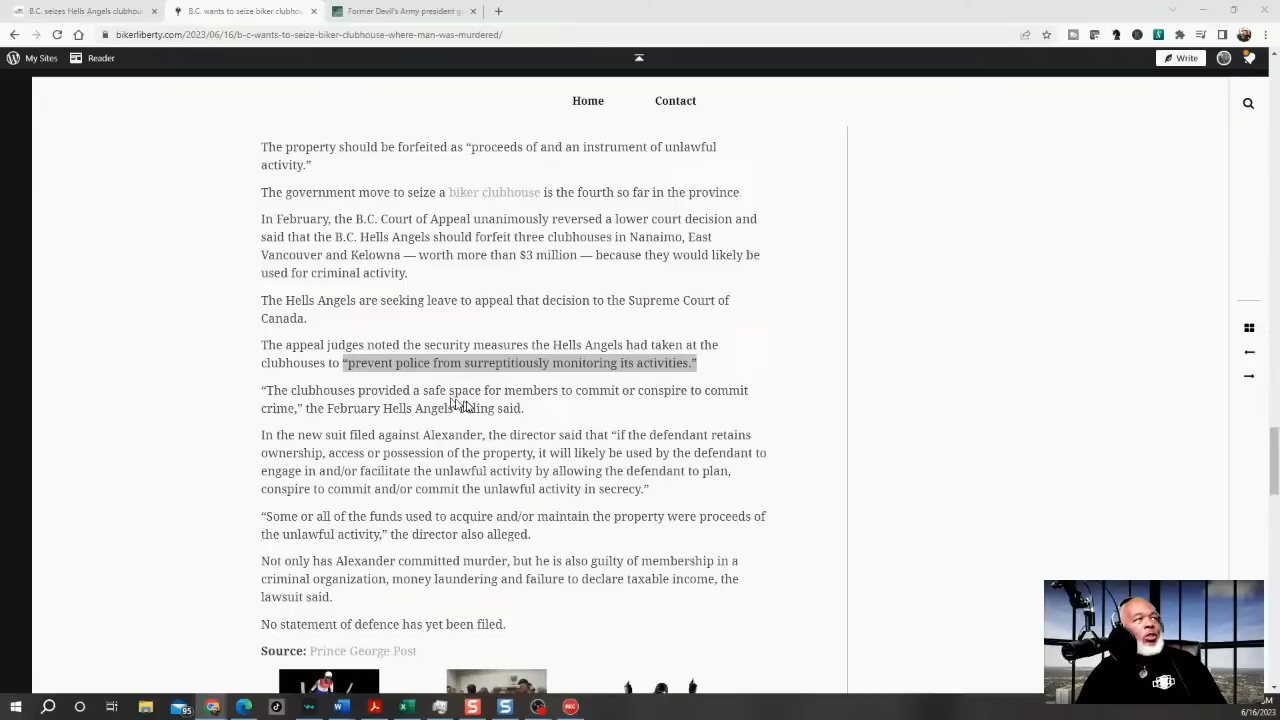 B.C. seizes Hells Angels clubhous
B.C. wants to seize biker clubhou
Former Devil's Army president g
bikerliberty.com/2023/06/16/b-c-wants-to-seize-biker-clubhouse-where-man-was-murdered/
My Sites
Reader
Write
Home
Contact
The property should be forfeited as “proceeds of and an instrument of unlawful
activity.”
The government move to seize a biker clubhouse is the fourth so far in the province
In February, the B.C. Court of Appeal unanimously reversed a lower court decision and
said that the B.C. Hells Angels should forfeit three clubhouses in Nanaimo, East
Vancouver and Kelowna — worth more than $3 million — because they would likely be
used for criminal activity.
The Hells Angels are seeking leave to appeal that decision to the Supreme Court of
Canada.
The appeal judges noted the security measures the Hells Angels had taken at the
clubhouses to “prevent police from surreptitiously monitoring its activities.”
“The clubhouses provided a safe space for members to commit or conspire to commit
crime,” the February Hells Angels ruling said.
In the new suit filed against Alexander, the director said that “if the defendant retains
ownership, access or possession of the property, it will likely be used by the defendant to
engage in and/or facilitate the unlawful activity by allowing the defendant to plan,
conspire to commit and/or commit the unlawful activity in secrecy.”
“Some or all of the funds used to acquire and/or maintain the property were proceeds of
the unlawful activity,” the director also alleged.
Not only has Alexander committed murder, but he is also guilty of membership in a
criminal organization, money laundering and failure to declare taxable income, the
lawsuit said.
No statement of defence has yet been filed.
Source: Prince George Post
95
REC
6/16/2023